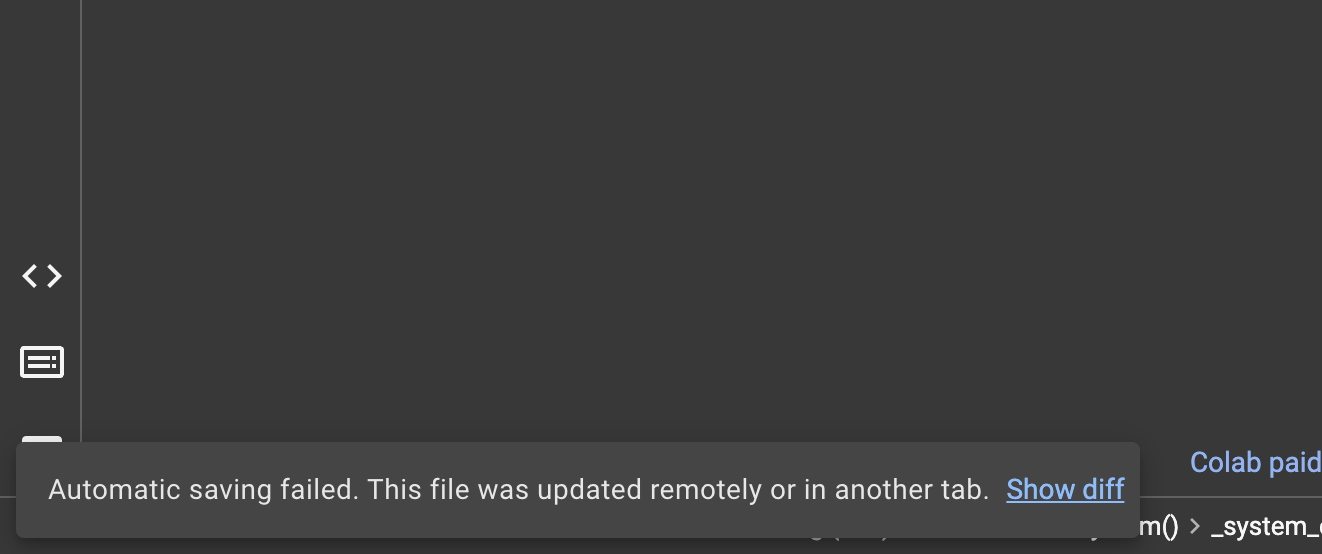 Colab paid
Automatic saving failed. This file was updated remotely or in another tab. Show diff
m() > _system_